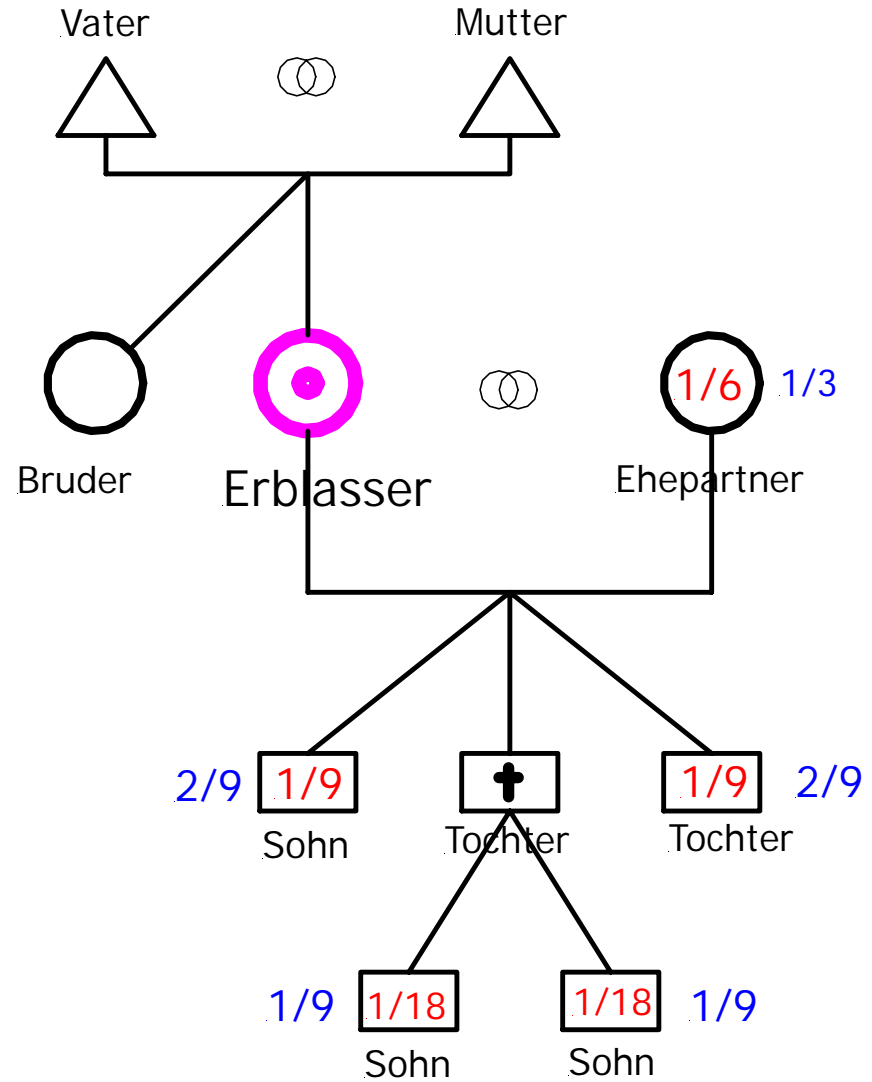 Vater
Mutter
1/6
1/3
Bruder
Erblasser
Ehepartner
2/9
1/9
1/9
2/9
Sohn
Tochter
Tochter
1/9
1/18
1/18
1/9
Sohn
Sohn